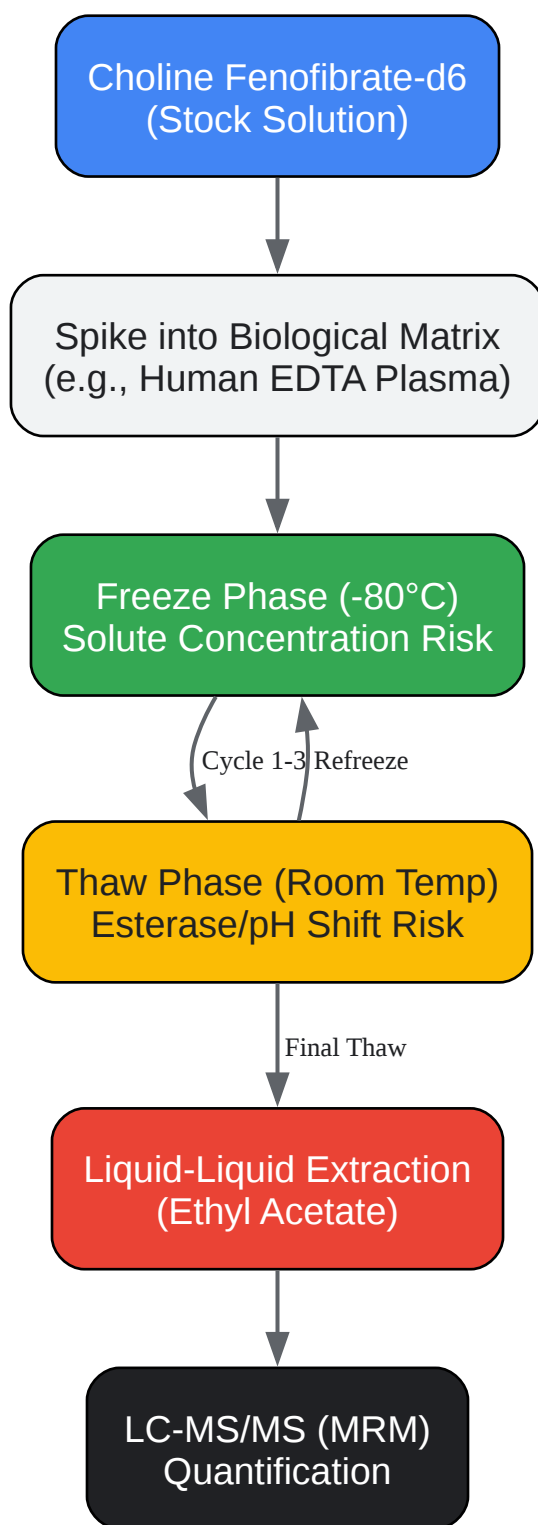 Choline Fenofibrate-d6
(Stock Solution)
Spike into Biological Matrix
(e.g., Human EDTA Plasma)
Freeze Phase (-80°C)
Solute Concentration Risk
Cycle 1-3
Refreeze
Thaw Phase (Room Temp)
Esterase/pH Shift Risk
Final Thaw
Liquid-Liquid Extraction
(Ethyl Acetate)
LC-MS/MS (MRM)
Quantification